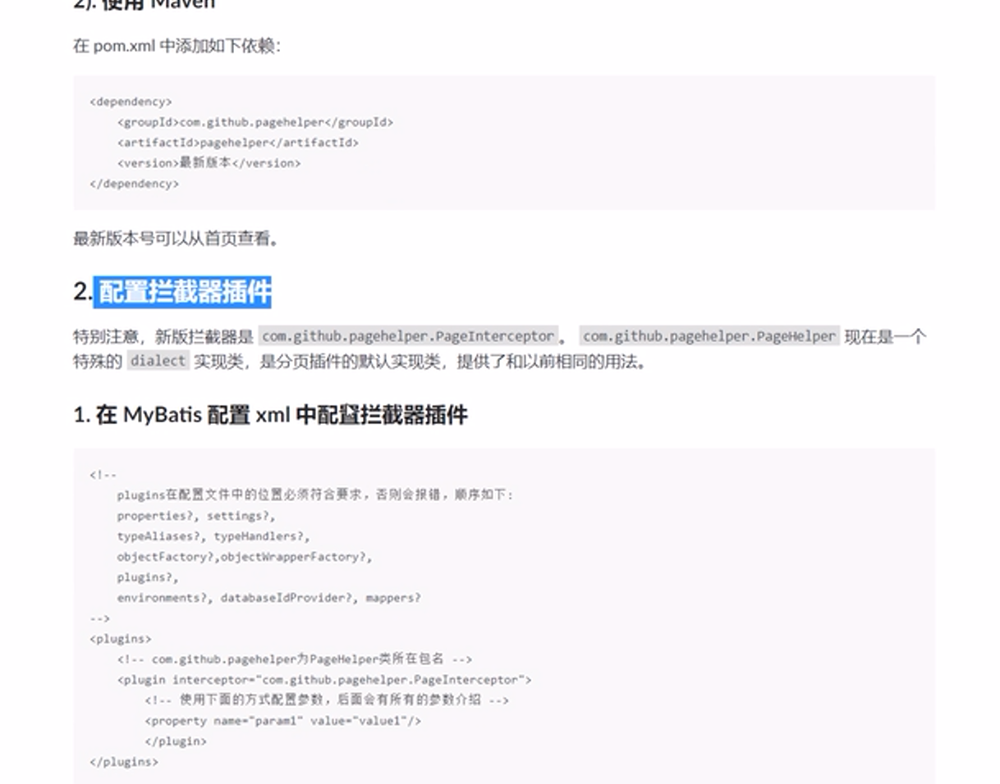 2). 使用 Maven
在 pom.xml 中添加如下依赖：
<dependency>
    <groupId>com.github.pagehelper</groupId>
    <artifactId>pagehelper</artifactId>
    <version>最新版本</version>
</dependency>
最新版本号可以从首页查看。
2. 配置拦截器插件
特别注意，新版拦截器是 com.github.pagehelper.PageInterceptor。 com.github.pagehelper.PageHelper 现在是一个
特殊的 dialect 实现类，是分页插件的默认实现类，提供了和以前相同的用法。
1. 在 MyBatis 配置 xml 中配置拦截器插件
<!--
    plugins在配置文件中的位置必须符合要求，否则会报错，顺序如下:
    properties?, settings?,
    typeAliases?, typeHandlers?,
    objectFactory?,objectWrapperFactory?,
    plugins?,
    environments?, databaseIdProvider?, mappers?
-->
<plugins>
    <!-- com.github.pagehelper为PageHelper类所在包名 -->
    <plugin interceptor="com.github.pagehelper.PageInterceptor">
        <!-- 使用下面的方式配置参数，后面会有所有的参数介绍 -->
        <property name="param1" value="value1"/>
        </plugin>
</plugins>